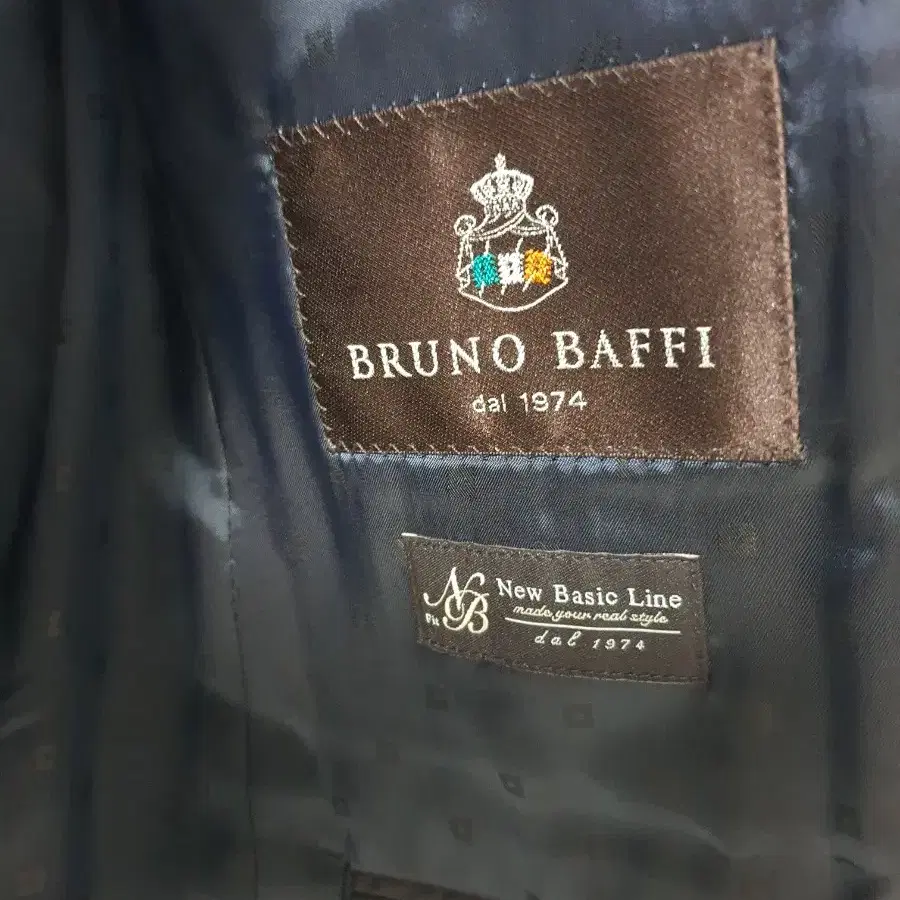 BRUNO BAFFI
dal 1974
NB
Fit
New Basic Line
made your real style
dal 1974